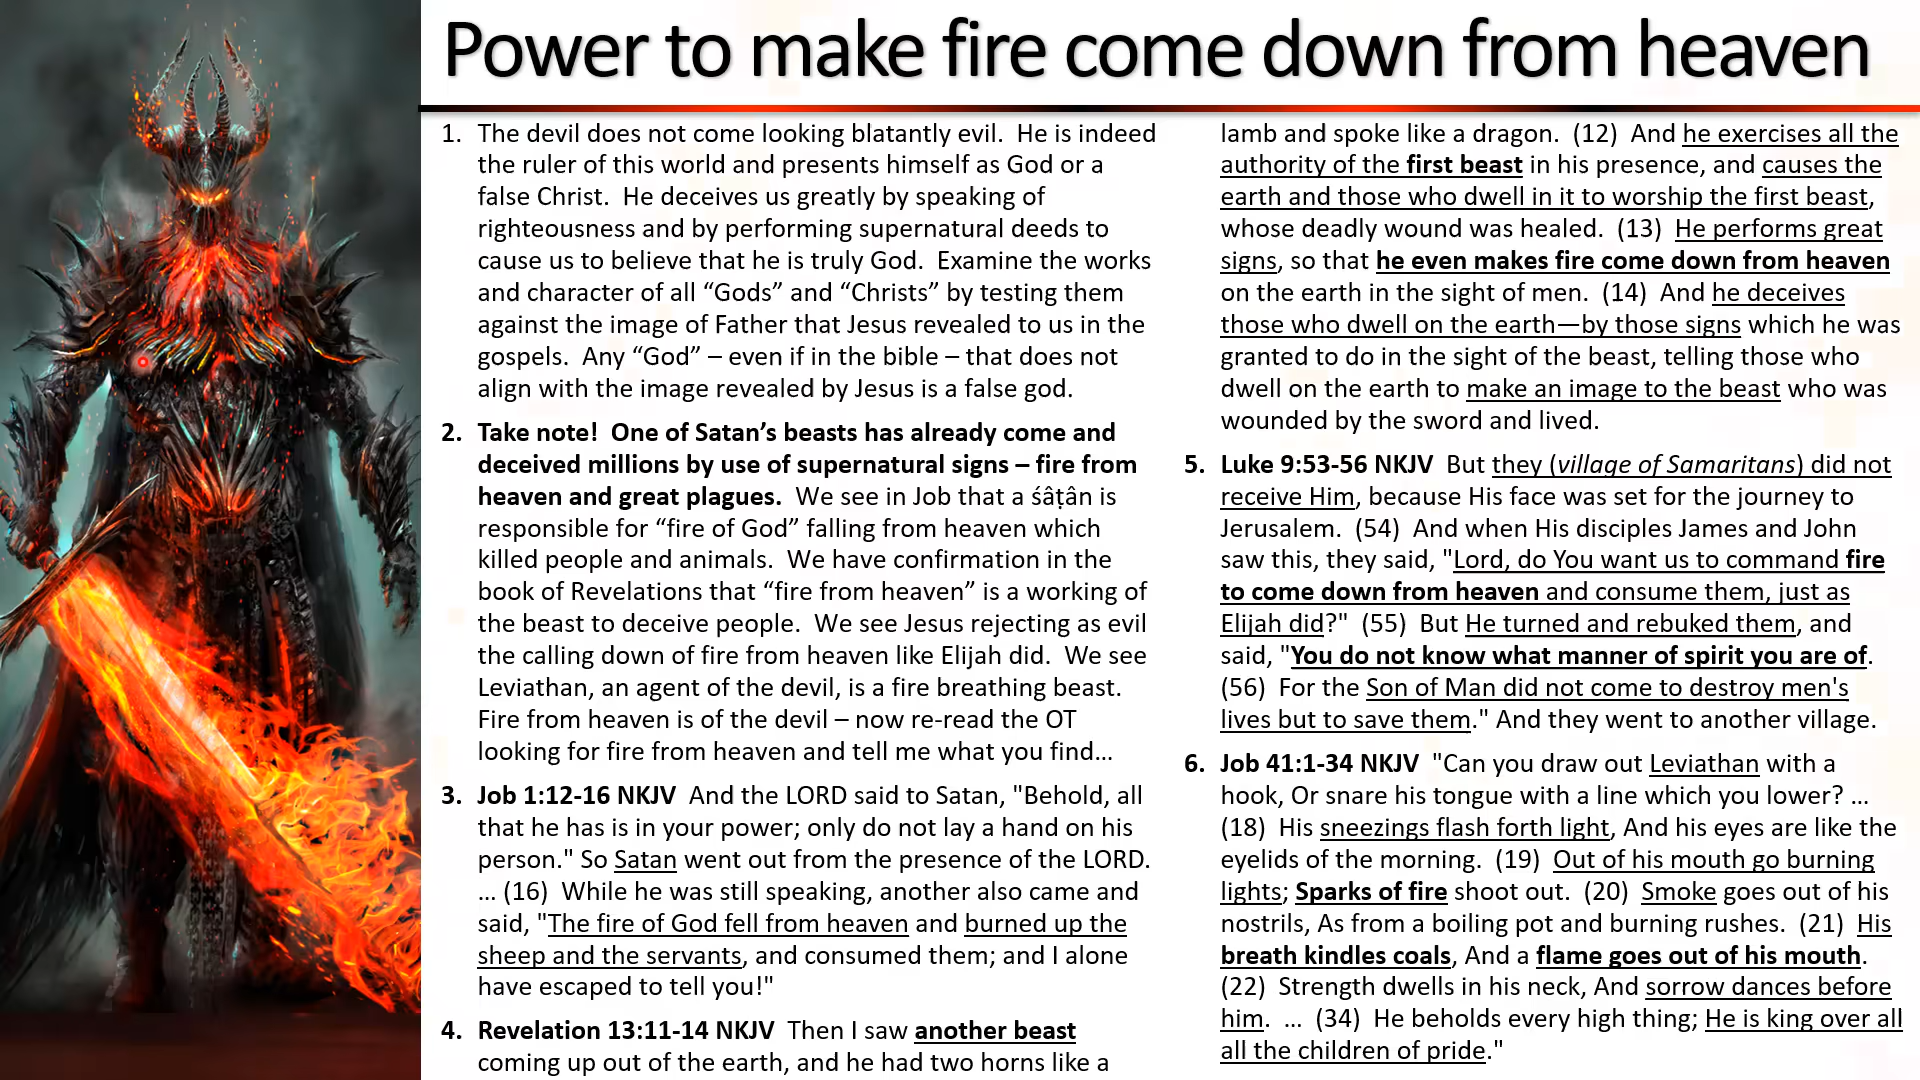 Power to make fire come down from heaven
1. The devil does not come looking blatantly evil. He is indeed
the ruler of this world and presents himself as God or a
false Christ. He deceives us greatly by speaking of
righteousness and by performing supernatural deeds to
cause us to believe that he is truly God. Examine the works
and character of all “Gods” and “Christs” by testing them
against the image of Father that Jesus revealed to us in the
gospels. Any “God” – even if in the bible – that does not
align with the image revealed by Jesus is a false god.
2. Take note! One of Satan’s beasts has already come and
deceived millions by use of supernatural signs – fire from
heaven and great plagues. We see in Job that a śâṭân is
responsible for “fire of God” falling from heaven which
killed people and animals. We have confirmation in the
book of Revelations that “fire from heaven” is a working of
the beast to deceive people. We see Jesus rejecting as evil
the calling down of fire from heaven like Elijah did. We see
Leviathan, an agent of the devil, is a fire breathing beast.
Fire from heaven is of the devil – now re-read the OT
looking for fire from heaven and tell me what you find…
3. Job 1:12-16 NKJV And the LORD said to Satan, "Behold, all
that he has is in your power; only do not lay a hand on his
person." So Satan went out from the presence of the LORD.
… (16) While he was still speaking, another also came and
said, "The fire of God fell from heaven and burned up the
sheep and the servants, and consumed them; and I alone
have escaped to tell you!"
4. Revelation 13:11-14 NKJV Then I saw another beast
coming up out of the earth, and he had two horns like a
lamb and spoke like a dragon. (12) And he exercises all the
authority of the first beast in his presence, and causes the
earth and those who dwell in it to worship the first beast,
whose deadly wound was healed. (13) He performs great
signs, so that he even makes fire come down from heaven
on the earth in the sight of men. (14) And he deceives
those who dwell on the earth—by those signs which he was
granted to do in the sight of the beast, telling those who
dwell on the earth to make an image to the beast who was
wounded by the sword and lived.
5. Luke 9:53-56 NKJV But they (village of Samaritans) did not
receive Him, because His face was set for the journey to
Jerusalem. (54) And when His disciples James and John
saw this, they said, "Lord, do You want us to command fire
to come down from heaven and consume them, just as
Elijah did?" (55) But He turned and rebuked them, and
said, "You do not know what manner of spirit you are of.
(56) For the Son of Man did not come to destroy men's
lives but to save them." And they went to another village.
6. Job 41:1-34 NKJV "Can you draw out Leviathan with a
hook, Or snare his tongue with a line which you lower? …
(18) His sneezings flash forth light, And his eyes are like the
eyelids of the morning. (19) Out of his mouth go burning
lights; Sparks of fire shoot out. (20) Smoke goes out of his
nostrils, As from a boiling pot and burning rushes. (21) His
breath kindles coals, And a flame goes out of his mouth.
(22) Strength dwells in his neck, And sorrow dances before
him. … (34) He beholds every high thing; He is king over all
all the children of pride."